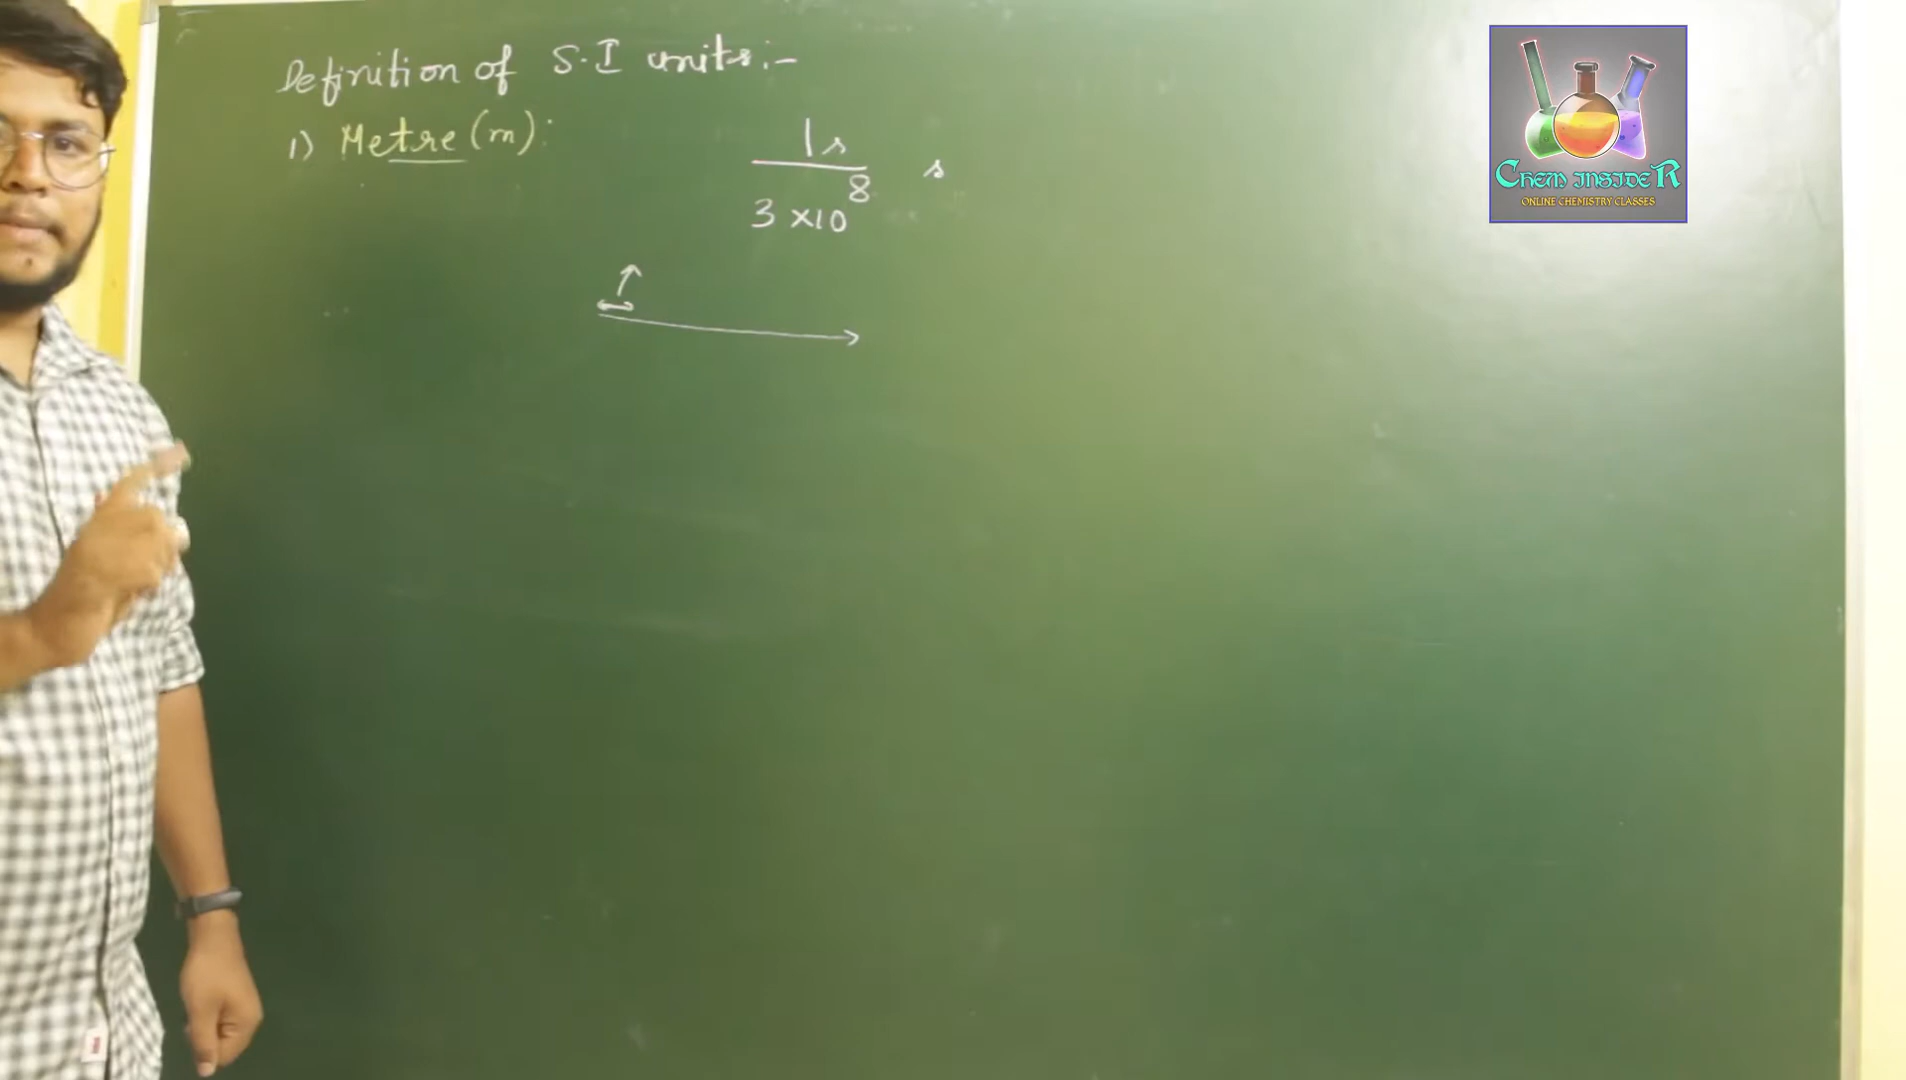 Definition of S.I units:-
1) Metre (m):
1s
3 ×10⁸ s
CHEM INSIDER
ONLINE CHEMISTRY CLASSES